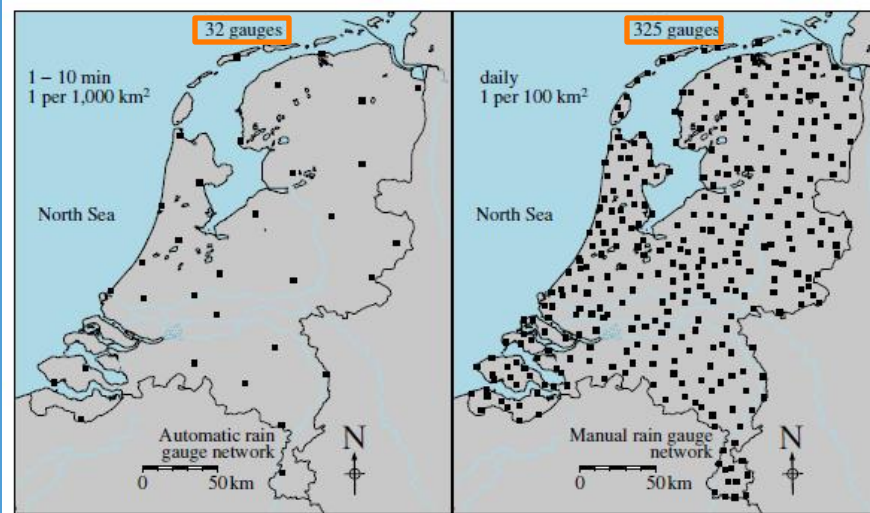 32 gauges
1 – 10 min
1 per 1,000 km²
North Sea
Automatic rain
gauge network
0 50 km
N
325 gauges
daily
1 per 100 km²
North Sea
Manual rain gauge
network
0 50 km
N